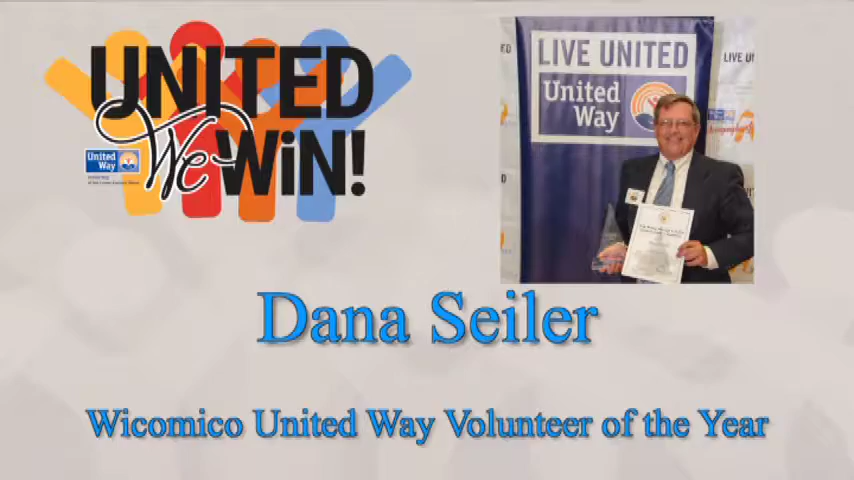 UNITED
We WiN!
United
Way
LIVE UNITED
United
Way
LIVE UN
Dana Seiler
Wicomico United Way Volunteer of the Year